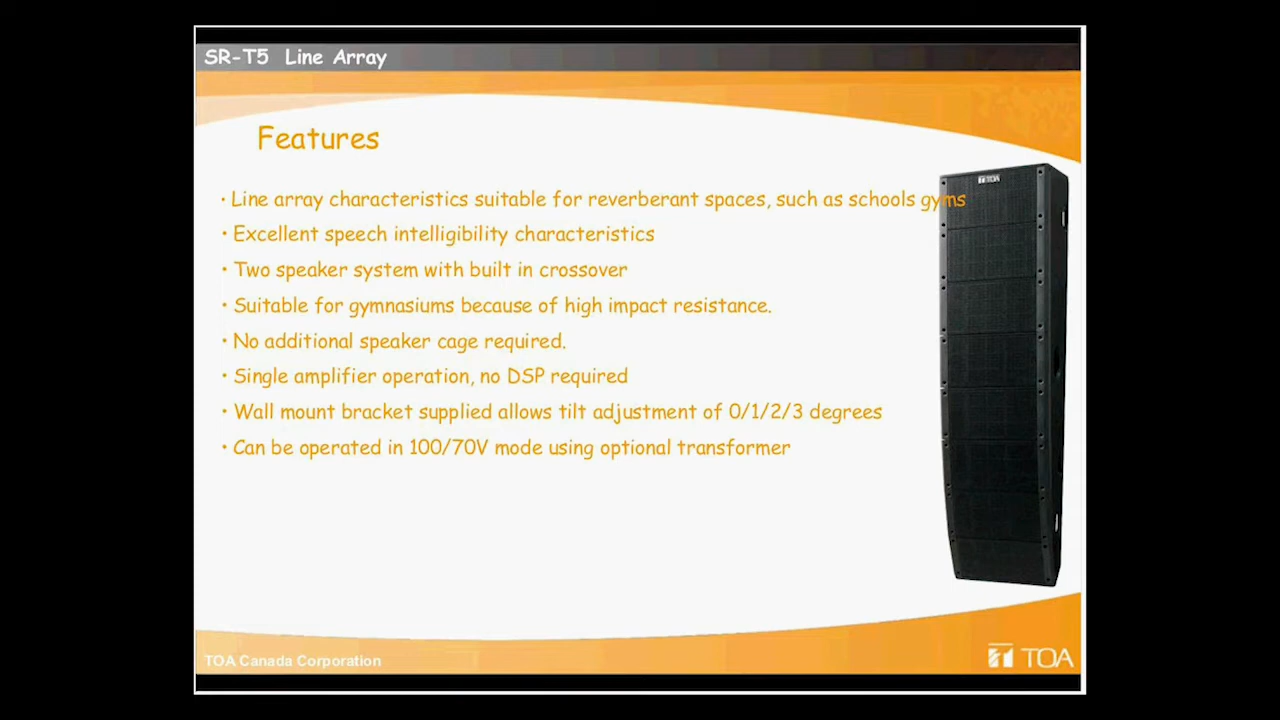 SR-T5 Line Array
Features
• Line array characteristics suitable for reverberant spaces, such as schools gyms
• Excellent speech intelligibility characteristics
• Two speaker system with built in crossover
• Suitable for gymnasiums because of high impact resistance.
• No additional speaker cage required.
• Single amplifier operation, no DSP required
• Wall mount bracket supplied allows tilt adjustment of 0/1/2/3 degrees
• Can be operated in 100/70V mode using optional transformer
TOA
TOA Canada Corporation
TOA